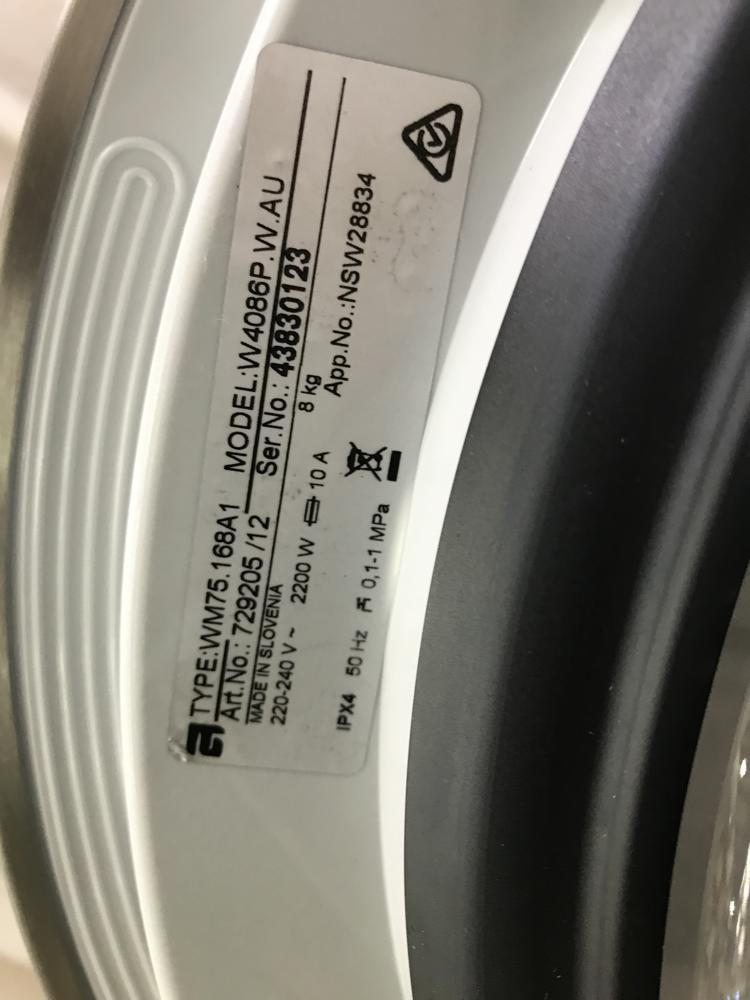 TYPE:WM75.168A1 MODEL:W4086P.W.AU
Art.No.: 729205 /12 Ser.No.: 43830123
MADE IN SLOVENIA
220-240 V ~ 2200 W 10 A 8 kg
App.No.:NSW28834
IPX4 50 Hz 0,1-1 MPa